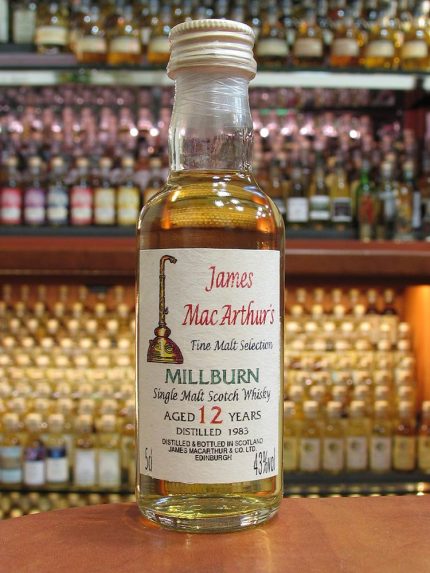 James
MacArthur's
Fine Malt Selection
MILLBURN
Single Malt Scotch Whisky
AGED 12 YEARS
DISTILLED 1983
DISTILLED & BOTTLED IN SCOTLAND
JAMES MACARTHUR & CO. LTD.
EDINBURGH
5cl 43%vol